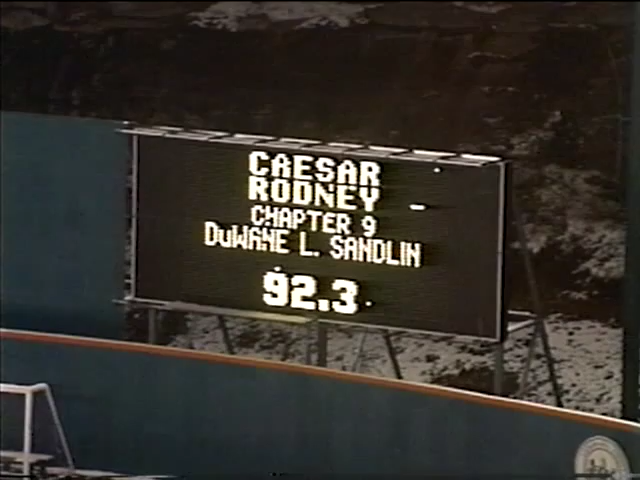 CAESAR
RODNEY
CHAPTER 9
DuWANE L. SANDLIN
92.3